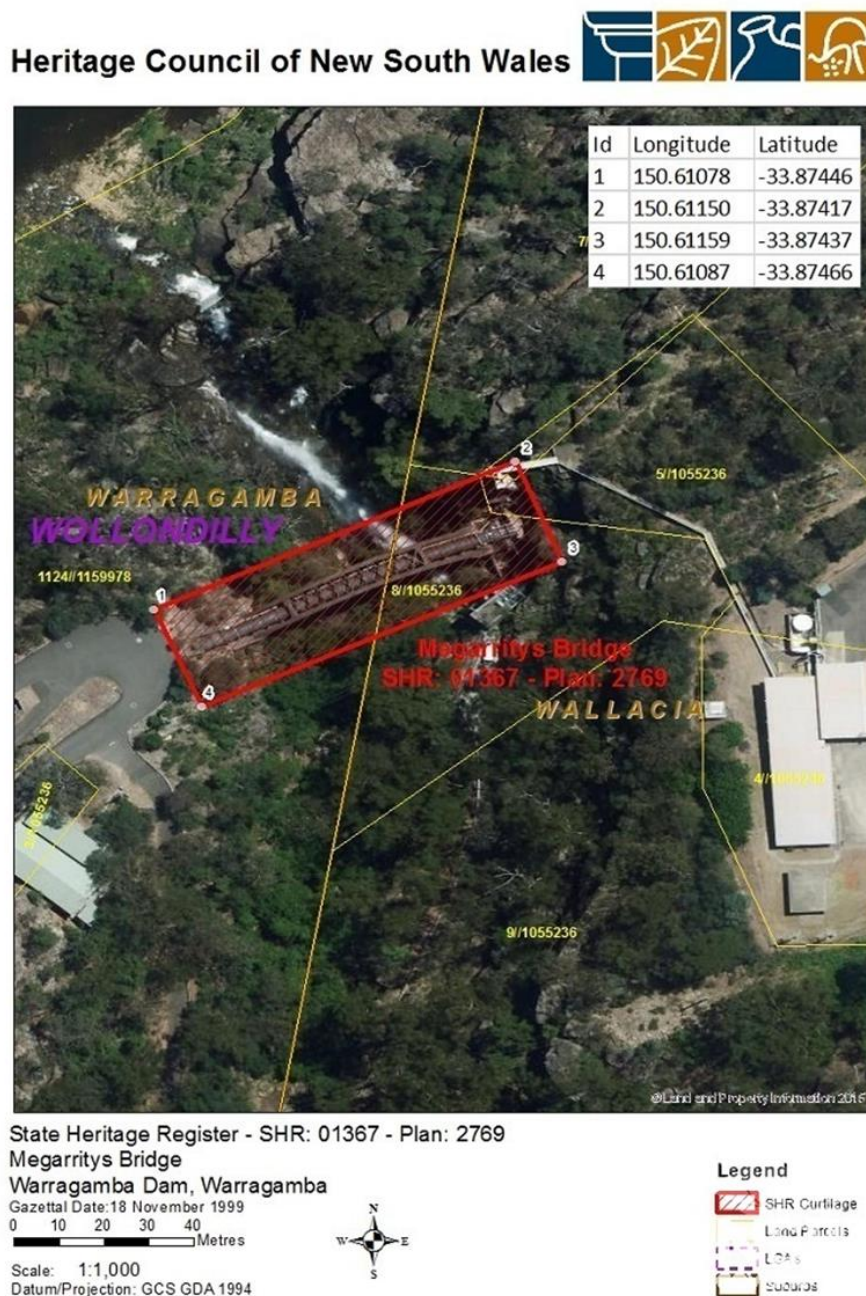 Heritage Council of New South Wales
Id Longitude Latitude
1 150.61078 -33.87446
2 150.61150 -33.87417
3 150.61159 -33.87437
4 150.61087 -33.87466
7/
2
5//1055236
WARRAGAMBA
WOLLONDILLY
3
1124//1159978
8//1055236
1
Megarritys Bridge
SHR: 01367 - Plan: 2769
4
WALLACIA
4//1055236
2//1055236
9//1055236
©Land and Property Information 2016
State Heritage Register - SHR: 01367 - Plan: 2769
Megarritys Bridge
Warragamba Dam, Warragamba
Gazettal Date:18 November 1999
0 10 20 30 40
Metres
Scale: 1:1,000
Datum/Projection: GCS GDA 1994
N
W E
S
Legend
SHR Curtilage
Land Parcels
LGAs
Suburbs